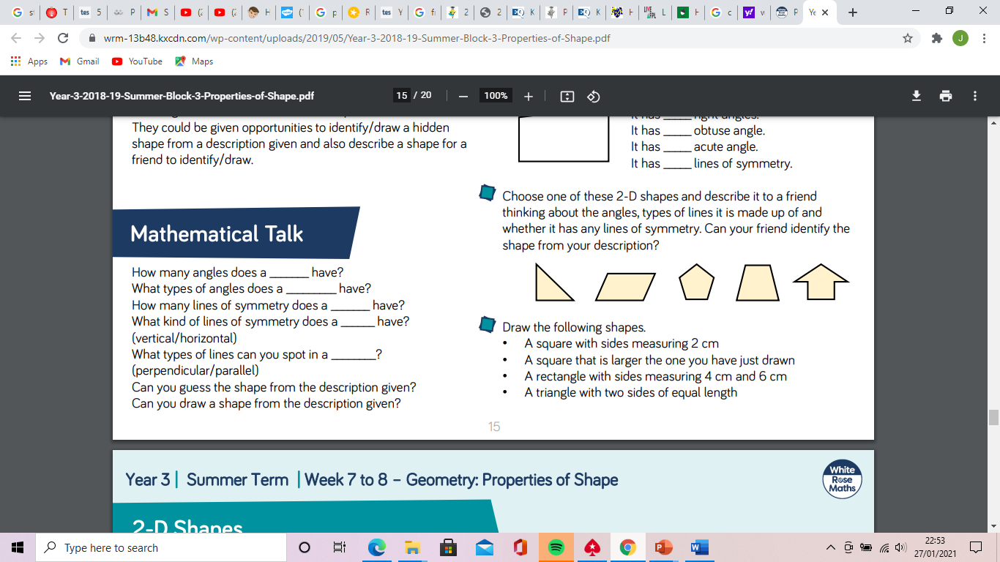 tes 5
tes Y
LIVE
wrm-13b48.kxcdn.com/wp-content/uploads/2019/05/Year-3-2018-19-Summer-Block-3-Properties-of-Shape.pdf
J
Apps Gmail YouTube Maps
Year-3-2018-19-Summer-Block-3-Properties-of-Shape.pdf
15 / 20
100%
They could be given opportunities to identify/draw a hidden
shape from a description given and also describe a shape for a
friend to identify/draw.
Mathematical Talk
How many angles does a _______ have?
What types of angles does a _________ have?
How many lines of symmetry does a _______ have?
What kind of lines of symmetry does a ______ have?
(vertical/horizontal)
What types of lines can you spot in a ________?
(perpendicular/parallel)
Can you guess the shape from the description given?
Can you draw a shape from the description given?
It has _____ right angles.
It has _____ obtuse angle.
It has _____ acute angle.
It has _____ lines of symmetry.
Choose one of these 2-D shapes and describe it to a friend
thinking about the angles, types of lines it is made up of and
whether it has any lines of symmetry. Can your friend identify the
shape from your description?
Draw the following shapes.
• A square with sides measuring 2 cm
• A square that is larger the one you have just drawn
• A rectangle with sides measuring 4 cm and 6 cm
• A triangle with two sides of equal length
15
Year 3 | Summer Term | Week 7 to 8 – Geometry: Properties of Shape
White
Rose
Maths
2-D Shapes
Type here to search
22:53
27/01/2021